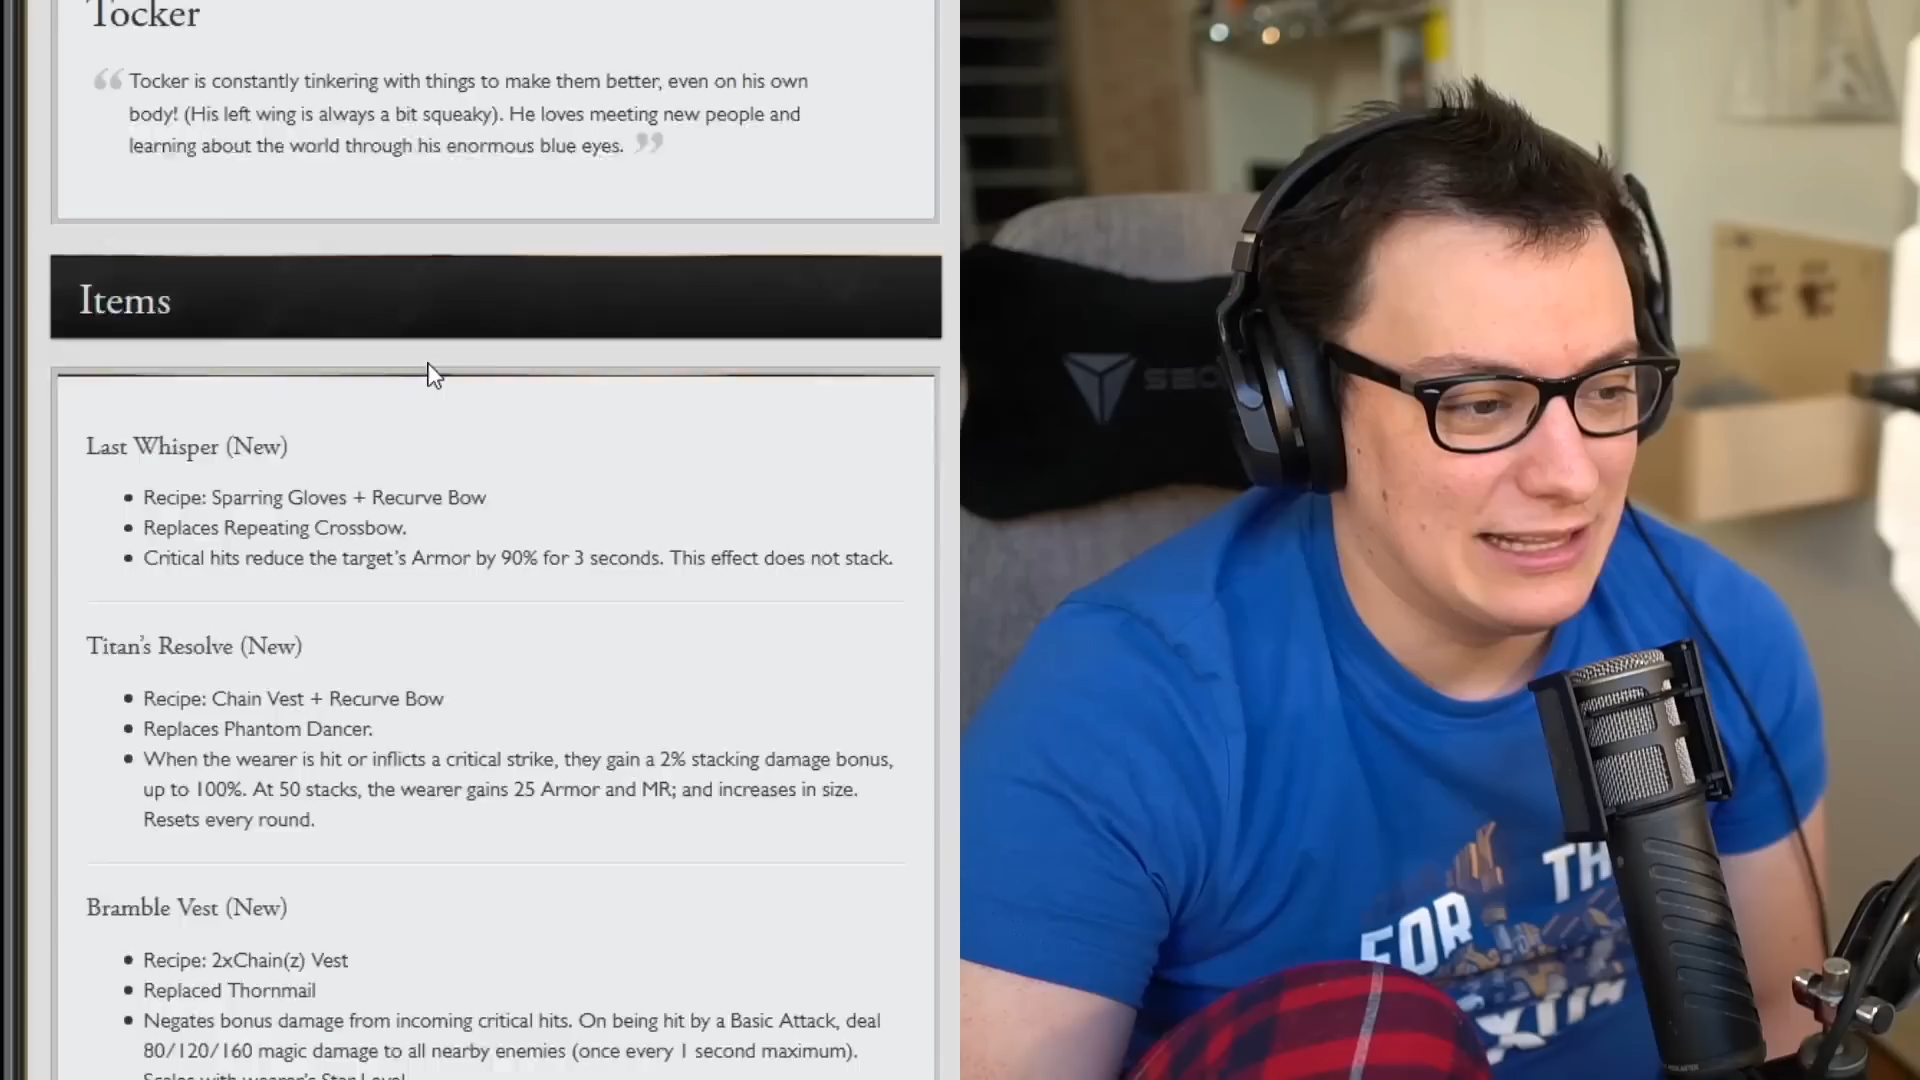 Tocker
“ Tocker is constantly tinkering with things to make them better, even on his own
body! (His left wing is always a bit squeaky). He loves meeting new people and
learning about the world through his enormous blue eyes. ”
Items
Last Whisper (New)
• Recipe: Sparring Gloves + Recurve Bow
• Replaces Repeating Crossbow.
• Critical hits reduce the target's Armor by 90% for 3 seconds. This effect does not stack.
Titan's Resolve (New)
• Recipe: Chain Vest + Recurve Bow
• Replaces Phantom Dancer.
• When the wearer is hit or inflicts a critical strike, they gain a 2% stacking damage bonus,
up to 100%. At 50 stacks, the wearer gains 25 Armor and MR; and increases in size.
Resets every round.
Bramble Vest (New)
• Recipe: 2xChain(z) Vest
• Replaced Thornmail
• Negates bonus damage from incoming critical hits. On being hit by a Basic Attack, deal
80/120/160 magic damage to all nearby enemies (once every 1 second maximum).
Scales with wearer's Star Level
SEC
FOR TH